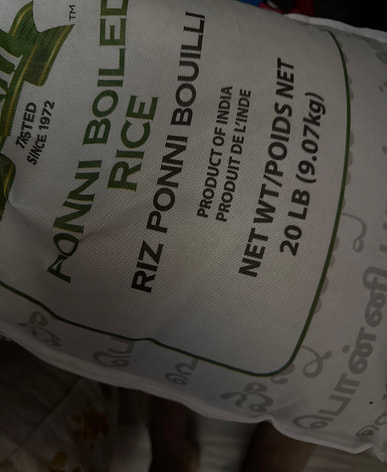 TM
TRUSTED
SINCE 1972
PONNI BOILED
RICE
RIZ PONNI BOUILLI
PRODUCT OF INDIA
PRODUIT DE L'INDE
NET WT/POIDS NET
20 LB (9.07kg)
பொன்னி